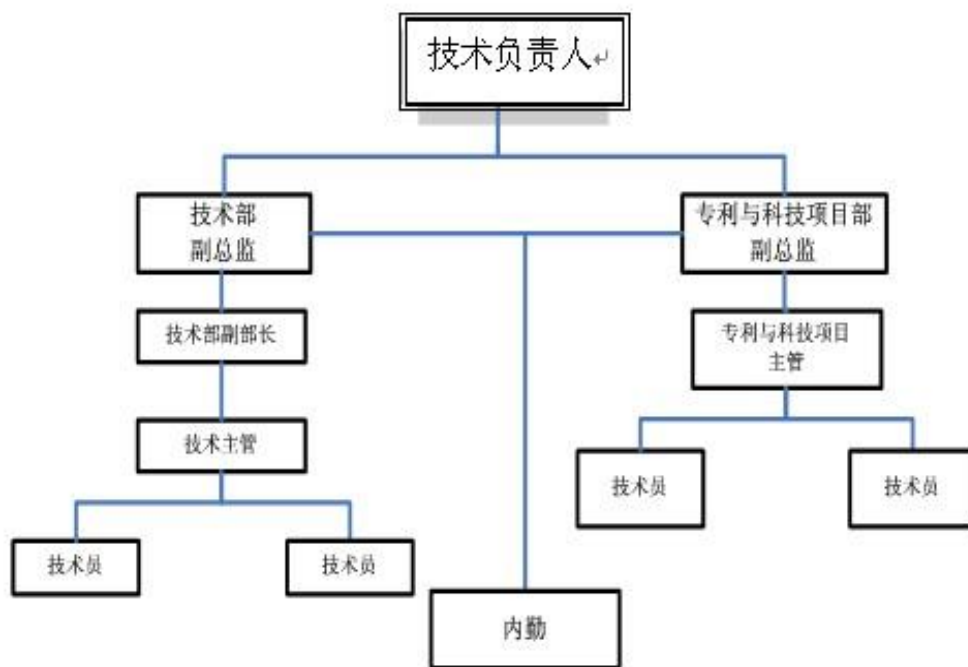 技术负责人
技术部
副总监
专利与科技项目部
副总监
技术部副部长
专利与科技项目
主管
技术主管
技术员
技术员
技术员
技术员
内勤